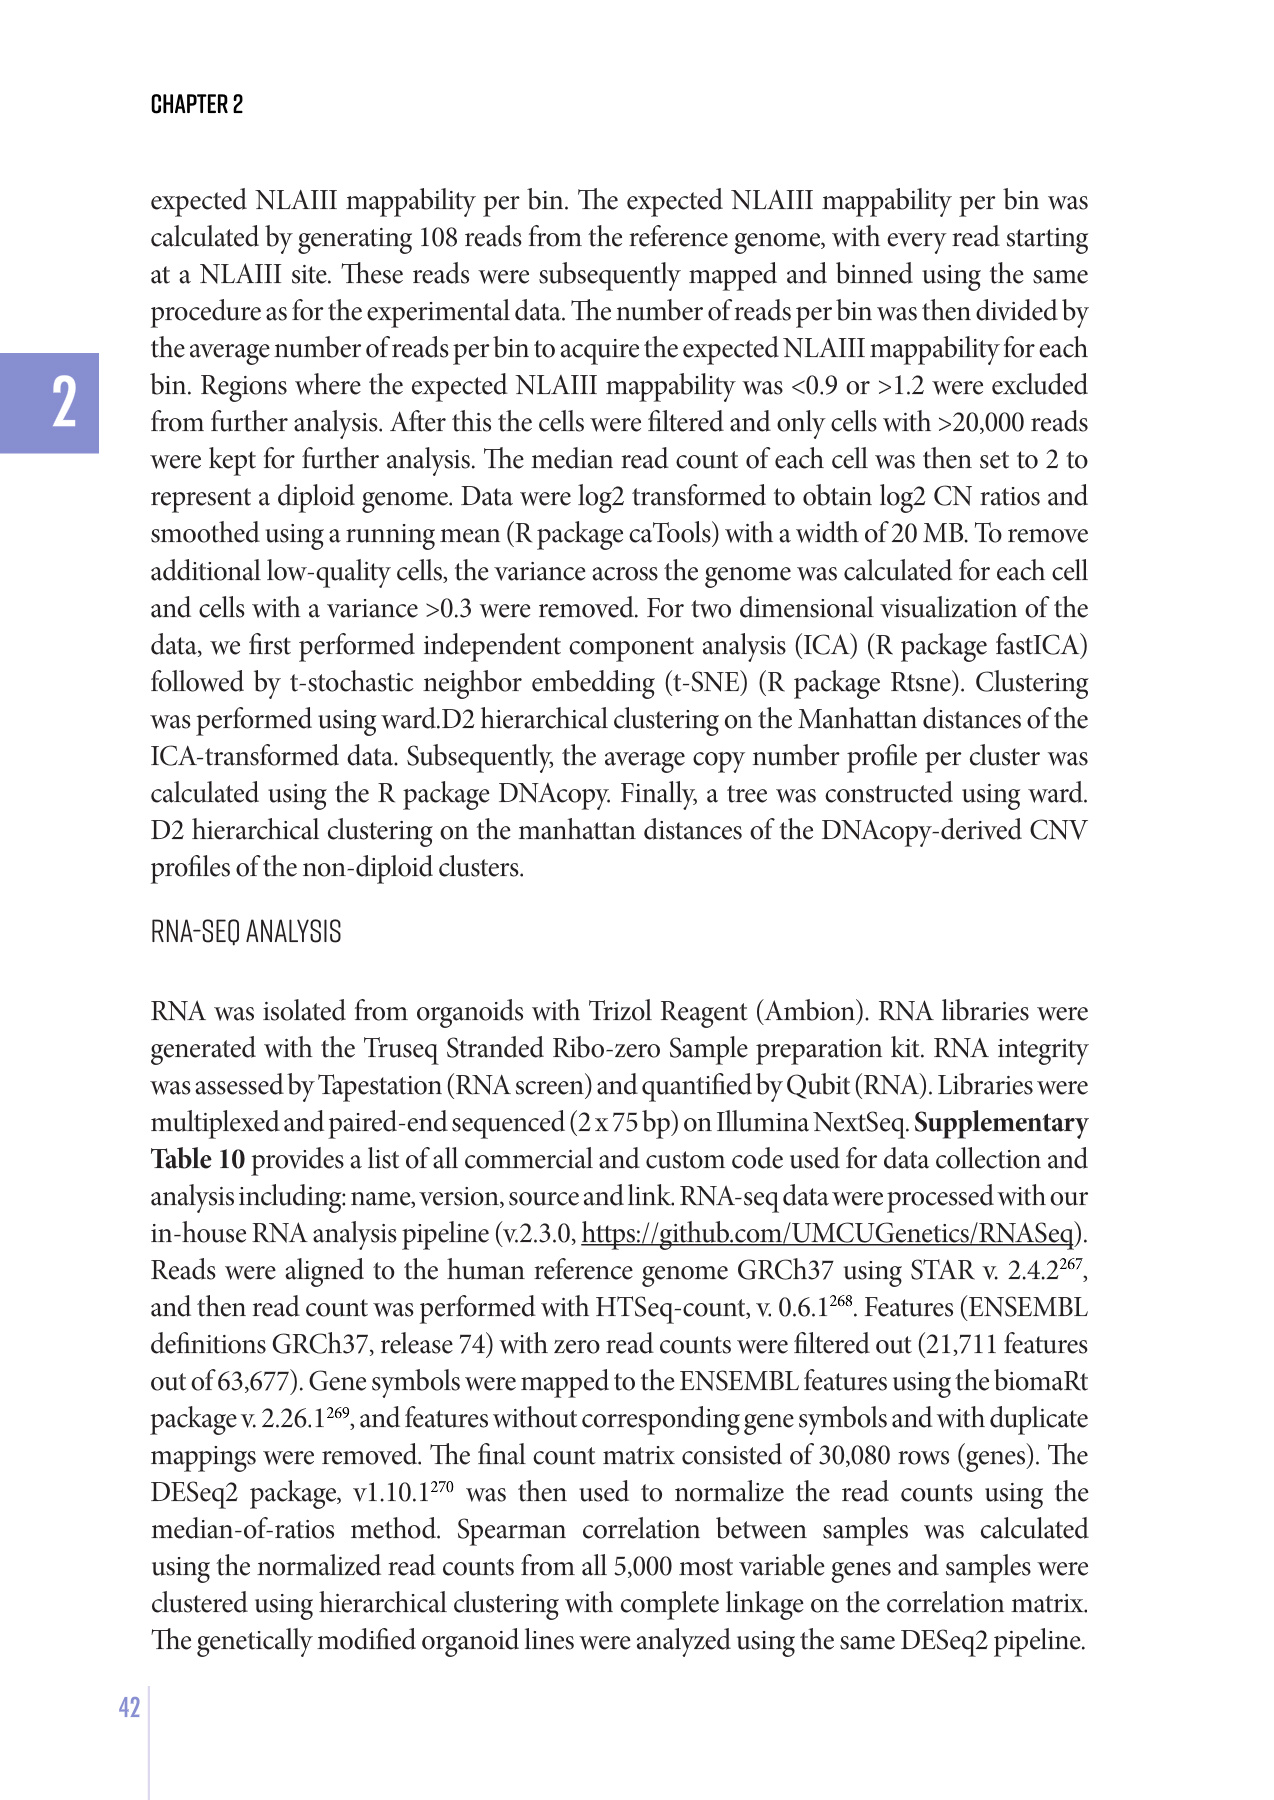 CHAPTER 2
expected NLAIII mappability per bin. The expected NLAIII mappability per bin was
calculated by generating 108 reads from the reference genome, with every read starting
at a NLAIII site. These reads were subsequently mapped and binned using the same
procedure as for the experimental data. The number of reads per bin was then divided by
the average number of reads per bin to acquire the expected NLAIII mappability for each
bin. Regions where the expected NLAIII mappability was <0.9 or >1.2 were excluded
2
from further analysis. After this the cells were filtered and only cells with >20,000 reads
were kept for further analysis. The median read count of each cell was then set to 2 to
represent a diploid genome. Data were log2 transformed to obtain log2 CN ratios and
smoothed using a running mean (R package caTools) with a width of 20 MB. To remove
additional low-quality cells, the variance across the genome was calculated for each cell
and cells with a variance >0.3 were removed. For two dimensional visualization of the
data, we first performed independent component analysis (ICA) (R package fastICA)
followed by t-stochastic neighbor embedding (t-SNE) (R package Rtsne). Clustering
was performed using ward.D2 hierarchical clustering on the Manhattan distances of the
ICA-transformed data. Subsequently, the average copy number profile per cluster was
calculated using the R package DNAcopy. Finally, a tree was constructed using ward.
D2 hierarchical clustering on the manhattan distances of the DNAcopy-derived CNV
profiles of the non-diploid clusters.
RNA-SEQ ANALYSIS
RNA was isolated from organoids with Trizol Reagent (Ambion). RNA libraries were
generated with the Truseq Stranded Ribo-zero Sample preparation kit. RNA integrity
was assessed by Tapestation (RNA screen) and quantified by Qubit (RNA). Libraries were
multiplexed and paired-end sequenced (2 x 75 bp) on Illumina NextSeq. Supplementary
Table 10 provides a list of all commercial and custom code used for data collection and
analysis including: name, version, source and link. RNA-seq data were processed with our
in-house RNA analysis pipeline (v.2.3.0, https://github.com/UMCUGenetics/RNASeq).
Reads were aligned to the human reference genome GRCh37 using STAR v. 2.4.2267,
and then read count was performed with HTSeq-count, v. 0.6.1268. Features (ENSEMBL
definitions GRCh37, release 74) with zero read counts were filtered out (21,711 features
out of 63,677). Gene symbols were mapped to the ENSEMBL features using the biomaRt
package v. 2.26.1269, and features without corresponding gene symbols and with duplicate
mappings were removed. The final count matrix consisted of 30,080 rows (genes). The
DESeq2 package, v1.10.1270 was then used to normalize the read counts using the
median-of-ratios method. Spearman correlation between samples was calculated
using the normalized read counts from all 5,000 most variable genes and samples were
clustered using hierarchical clustering with complete linkage on the correlation matrix.
The genetically modified organoid lines were analyzed using the same DESeq2 pipeline.
42